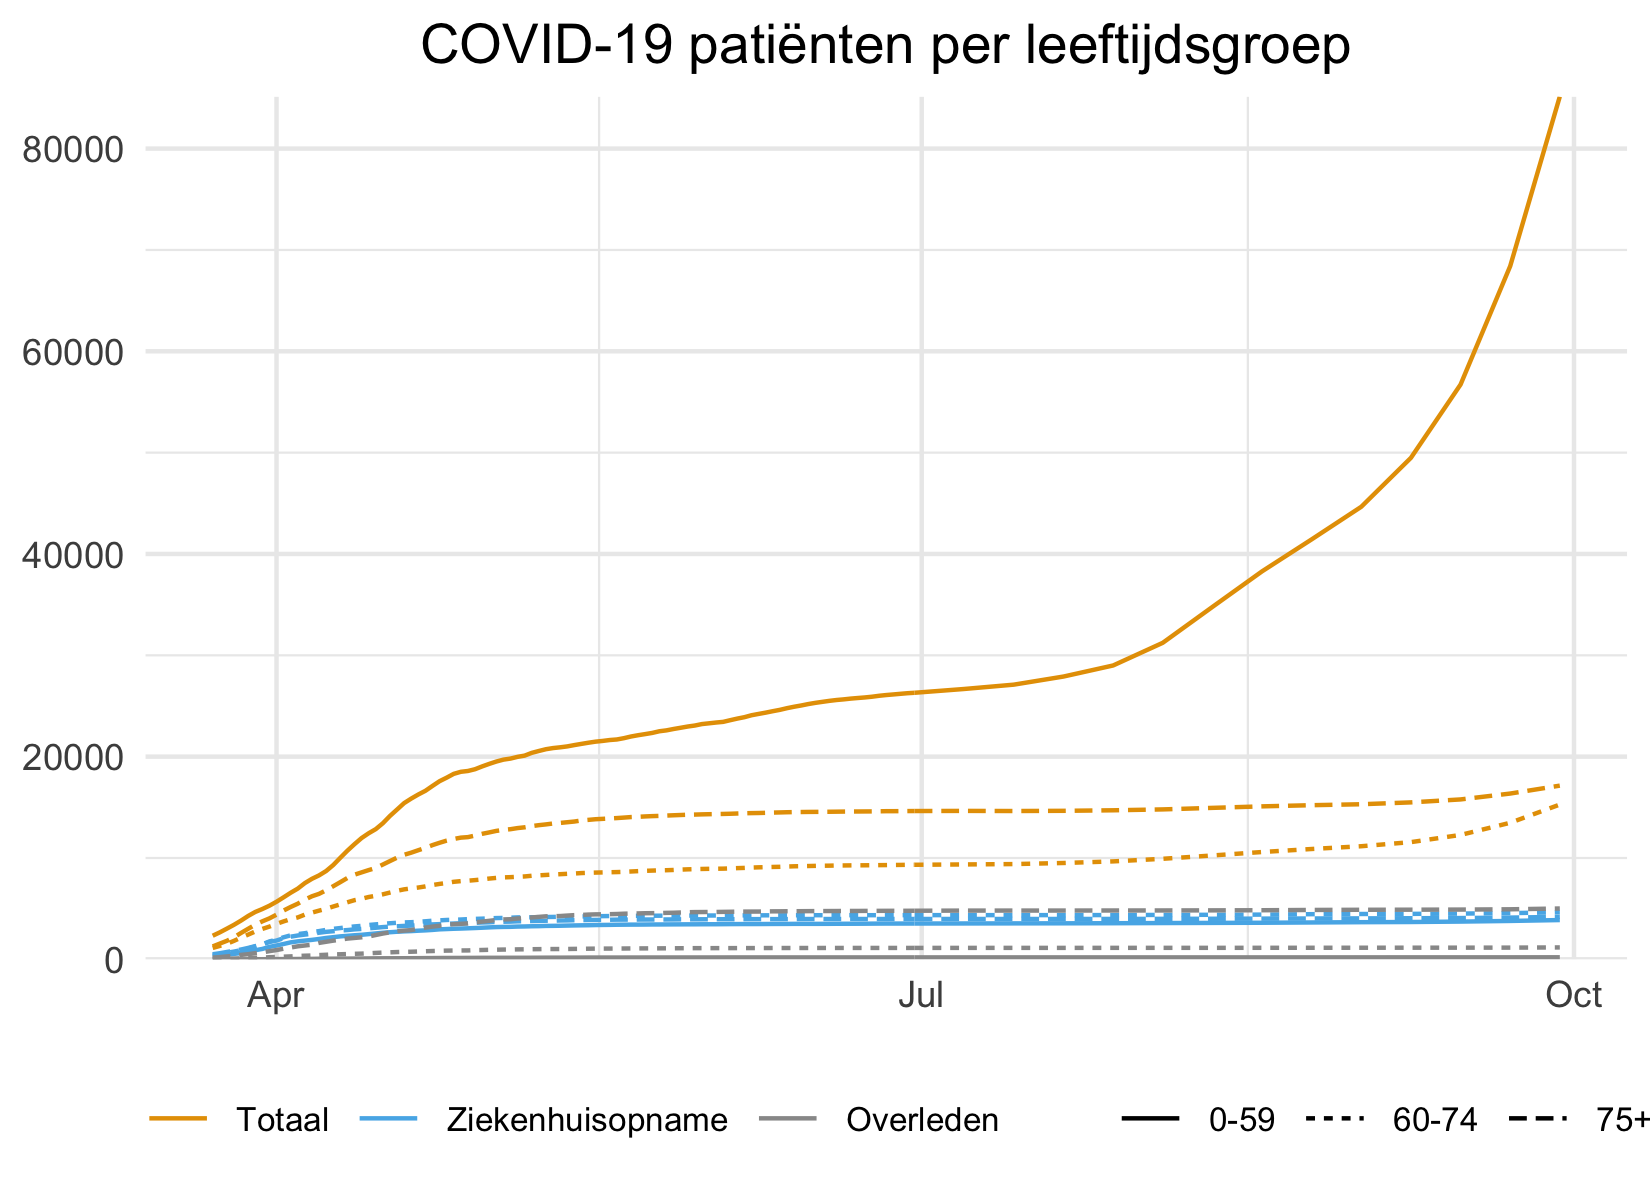 COVID-19 patiënten per leeftijdsgroep
80000
60000
40000
20000
0
Apr Jul Oct
Totaal Ziekenhuisopname Overleden 0-59 60-74 75+